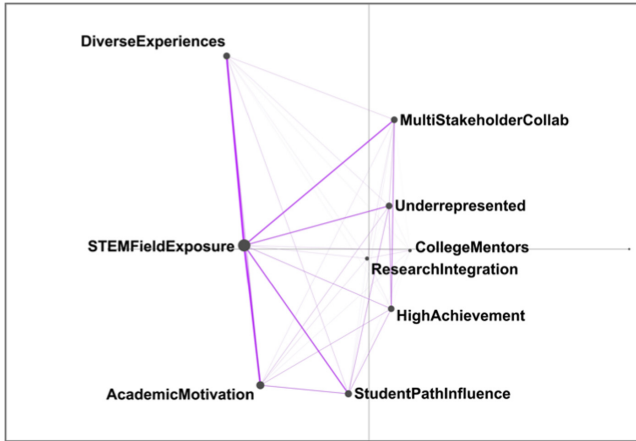 DiverseExperiences
MultiStakeholderCollab
Underrepresented
STEMFieldExposure
CollegeMentors
ResearchIntegration
HighAchievement
AcademicMotivation
StudentPathInfluence